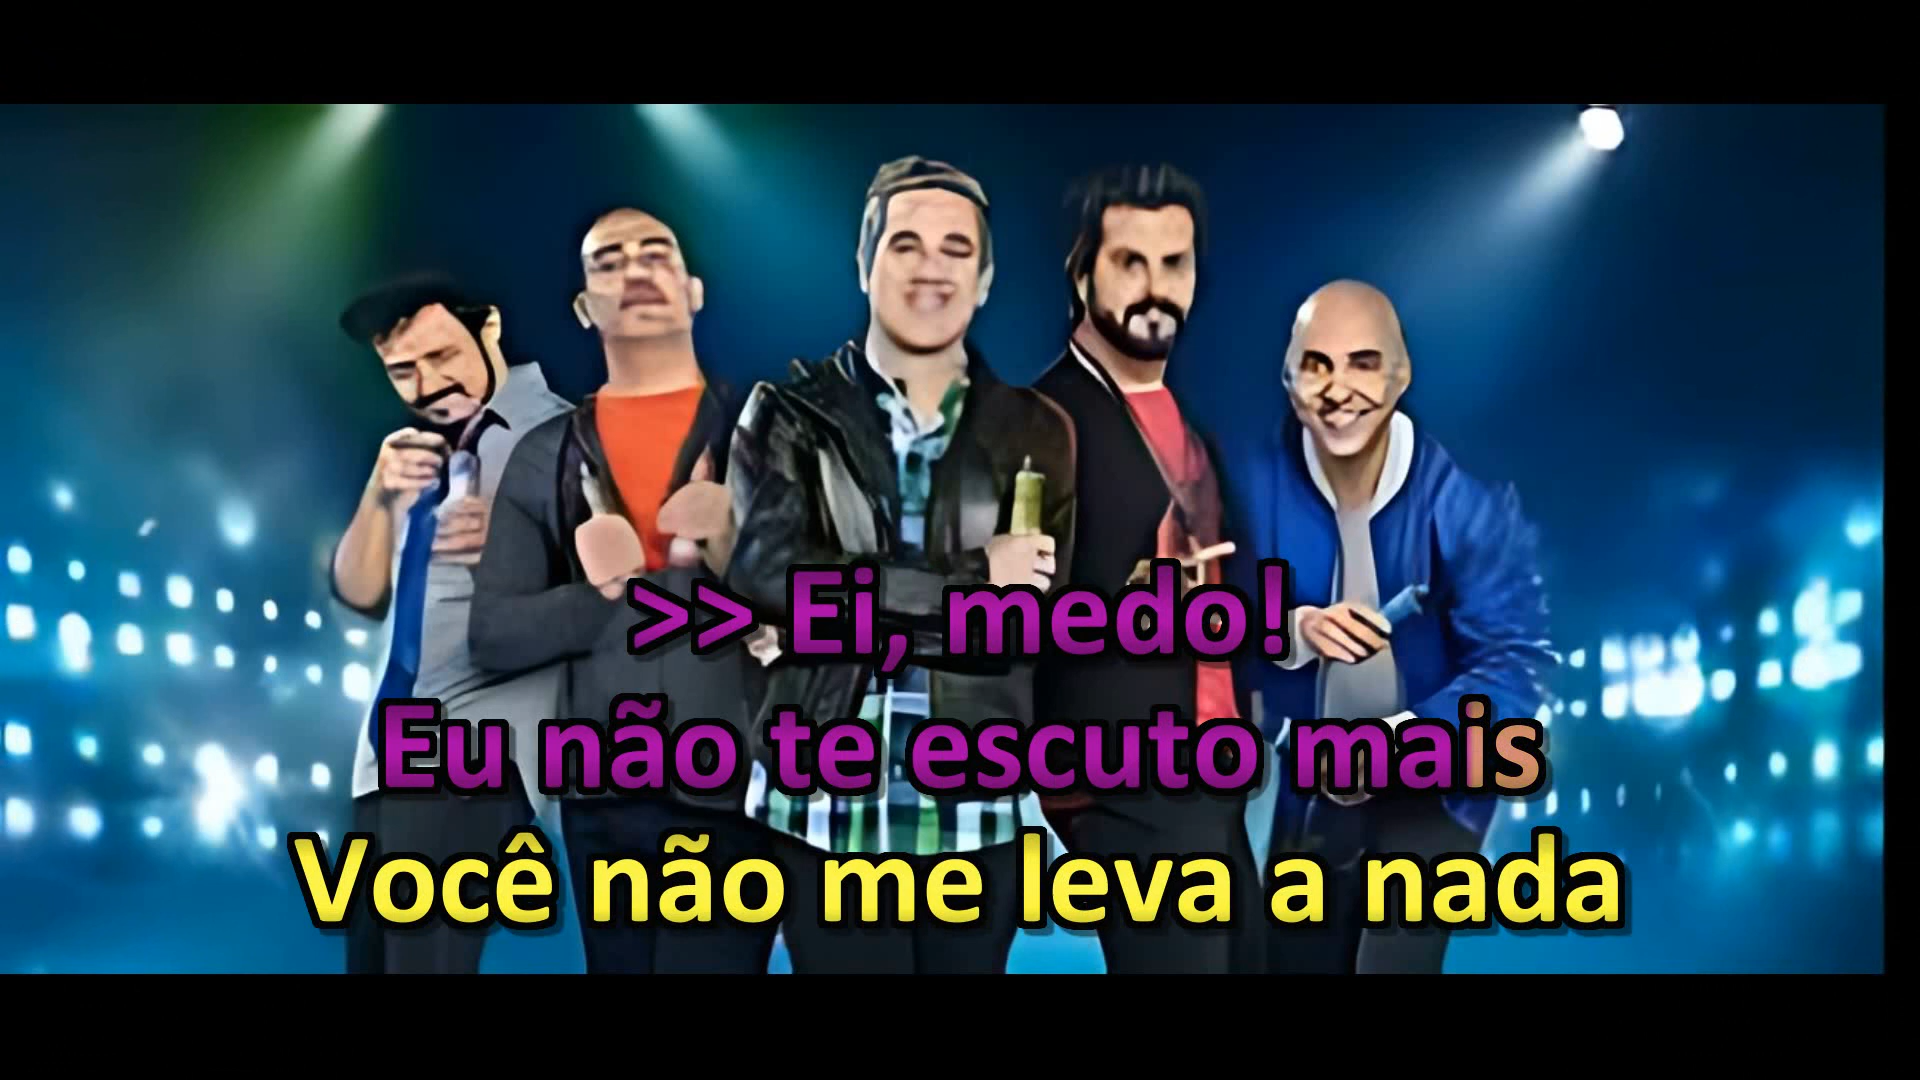 >> Ei, medo!
Eu não te escuto mais
Você não me leva a nada